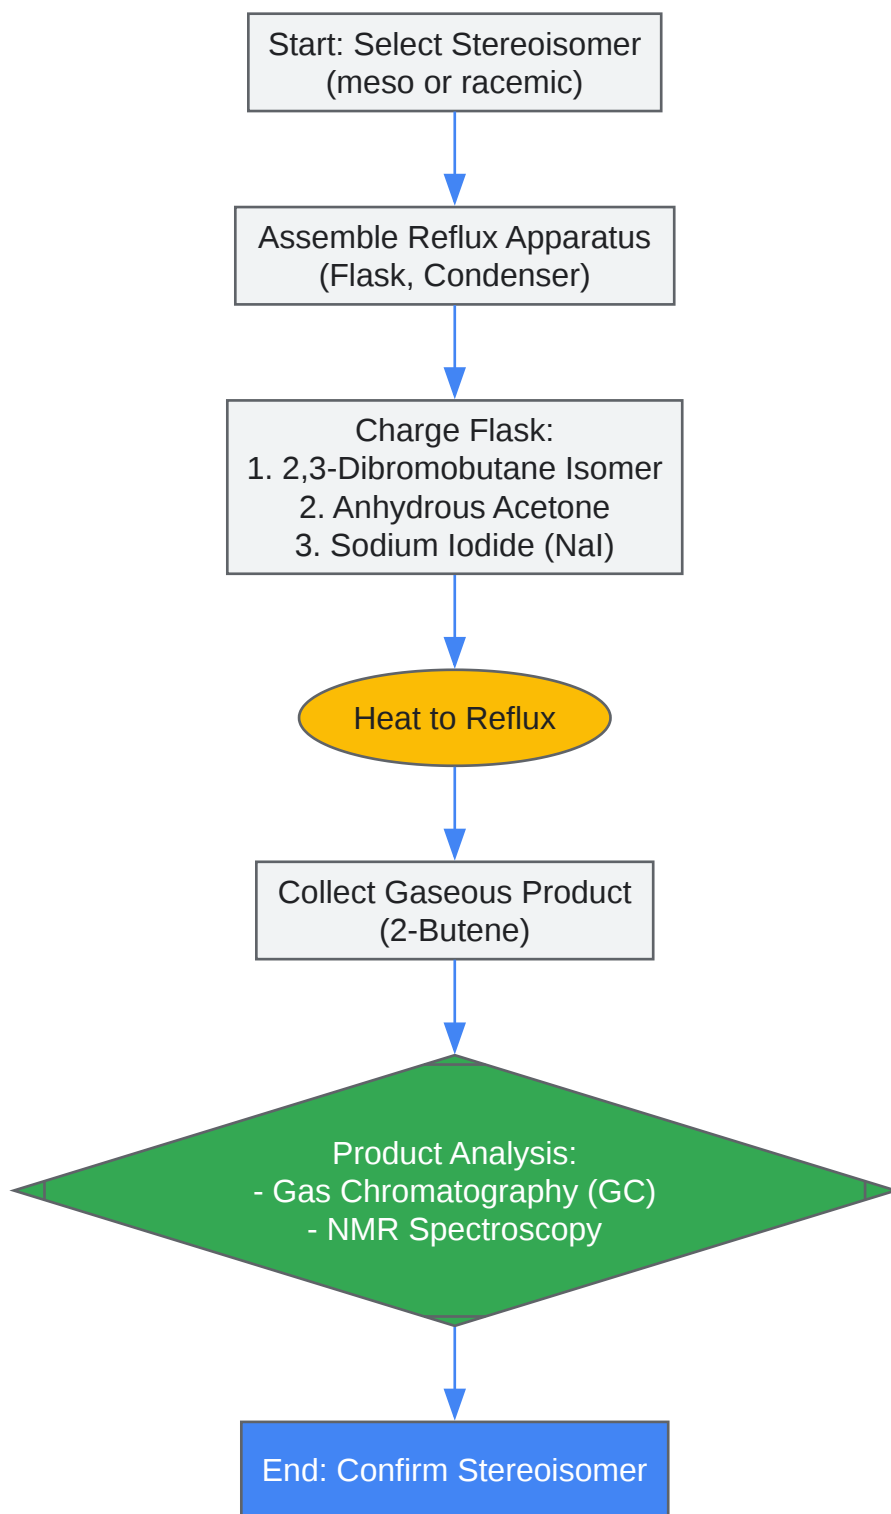 Start: Select Stereoisomer
(meso or racemic)
Assemble Reflux Apparatus
(Flask, Condenser)
Charge Flask:
1. 2,3-Dibromobutane Isomer
2. Anhydrous Acetone
3. Sodium Iodide (NaI)
Heat to Reflux
Collect Gaseous Product
(2-Butene)
Product Analysis:
- Gas Chromatography (GC)
- NMR Spectroscopy
End: Confirm Stereoisomer